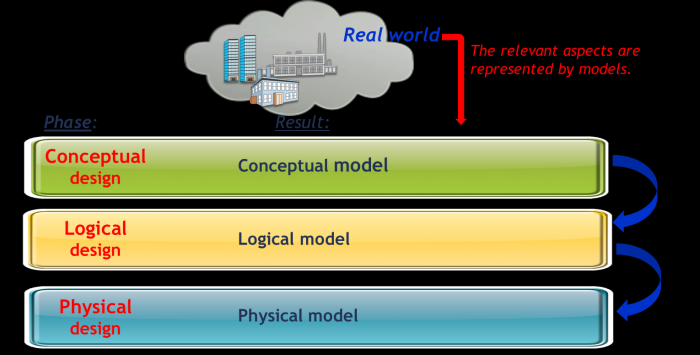 Real world
The relevant aspects are
represented by models.
Phase: Result:
Conceptual
design
Conceptual model
Logical
design
Logical model
Physical
design
Physical model